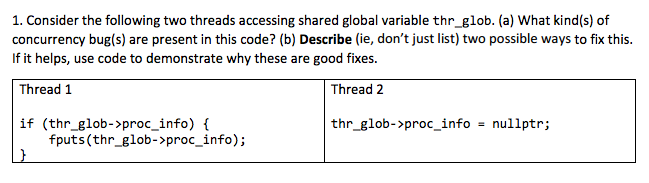 1. Consider the following two threads accessing shared global variable thr_glob. (a) What kind(s) of
concurrency bug(s) are present in this code? (b) Describe (ie, don't just list) two possible ways to fix this.
If it helps, use code to demonstrate why these are good fixes.
Thread 1
if (thr_glob->proc_info) {
    fputs(thr_glob->proc_info);
}
Thread 2
thr_glob->proc_info = nullptr;